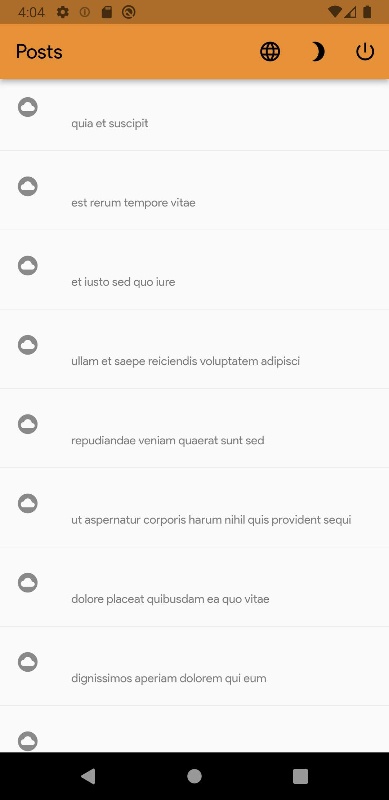 4:04
Posts
quia et suscipit
est rerum tempore vitae
et iusto sed quo iure
ullam et saepe reiciendis voluptatem adipisci
repudiandae veniam quaerat sunt sed
ut aspernatur corporis harum nihil quis provident sequi
dolore placeat quibusdam ea quo vitae
dignissimos aperiam dolorem qui eum